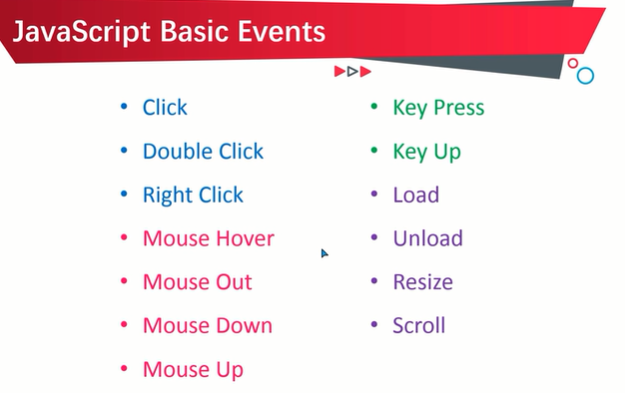 JavaScript Basic Events
• Click
• Double Click
• Right Click
• Mouse Hover
• Mouse Out
• Mouse Down
• Mouse Up
• Key Press
• Key Up
• Load
• Unload
• Resize
• Scroll